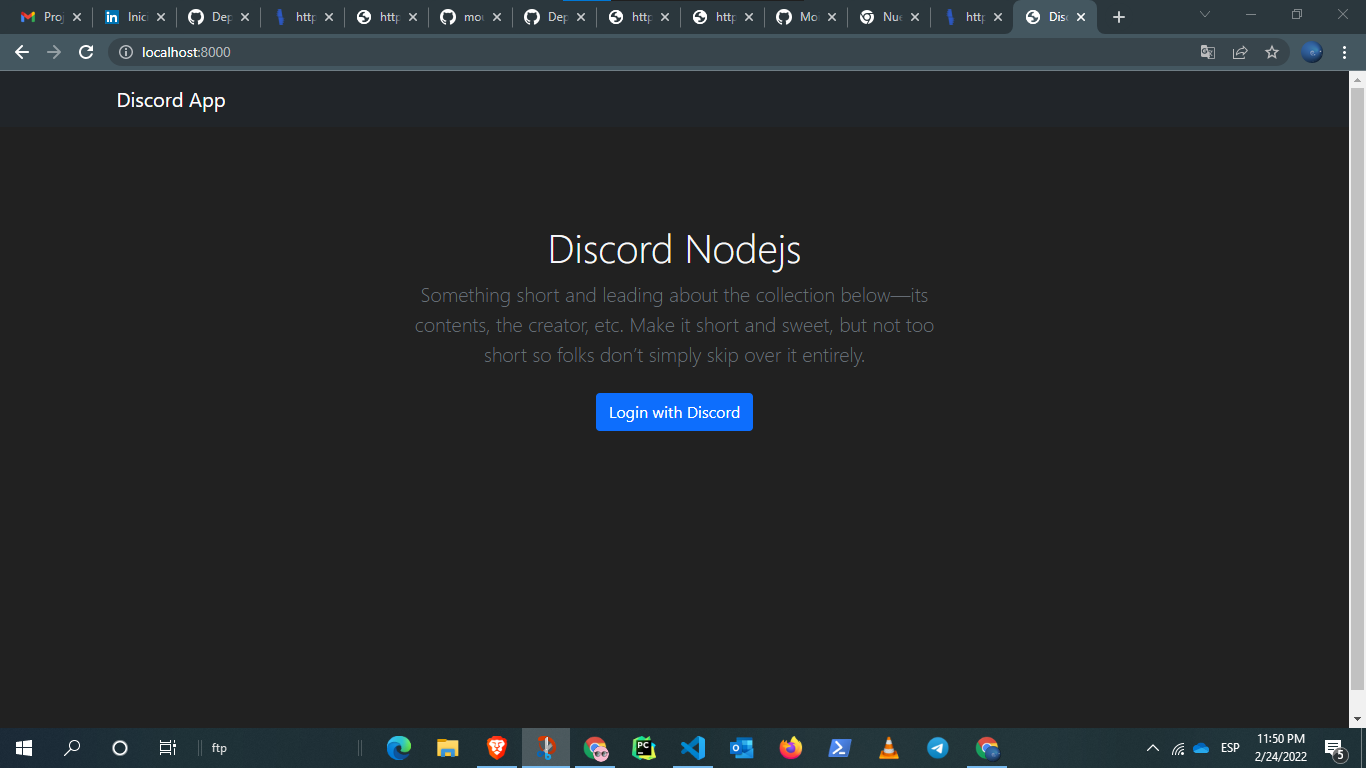 Proj
Inici
Dep
http
http
mod
Dep
http
http
Mon
Nue
http
Disc
localhost:8000
Discord App
Discord Nodejs
Something short and leading about the collection below—its
contents, the creator, etc. Make it short and sweet, but not too
short so folks don’t simply skip over it entirely.
Login with Discord
ftp
ESP
11:50 PM
2/24/2022
5